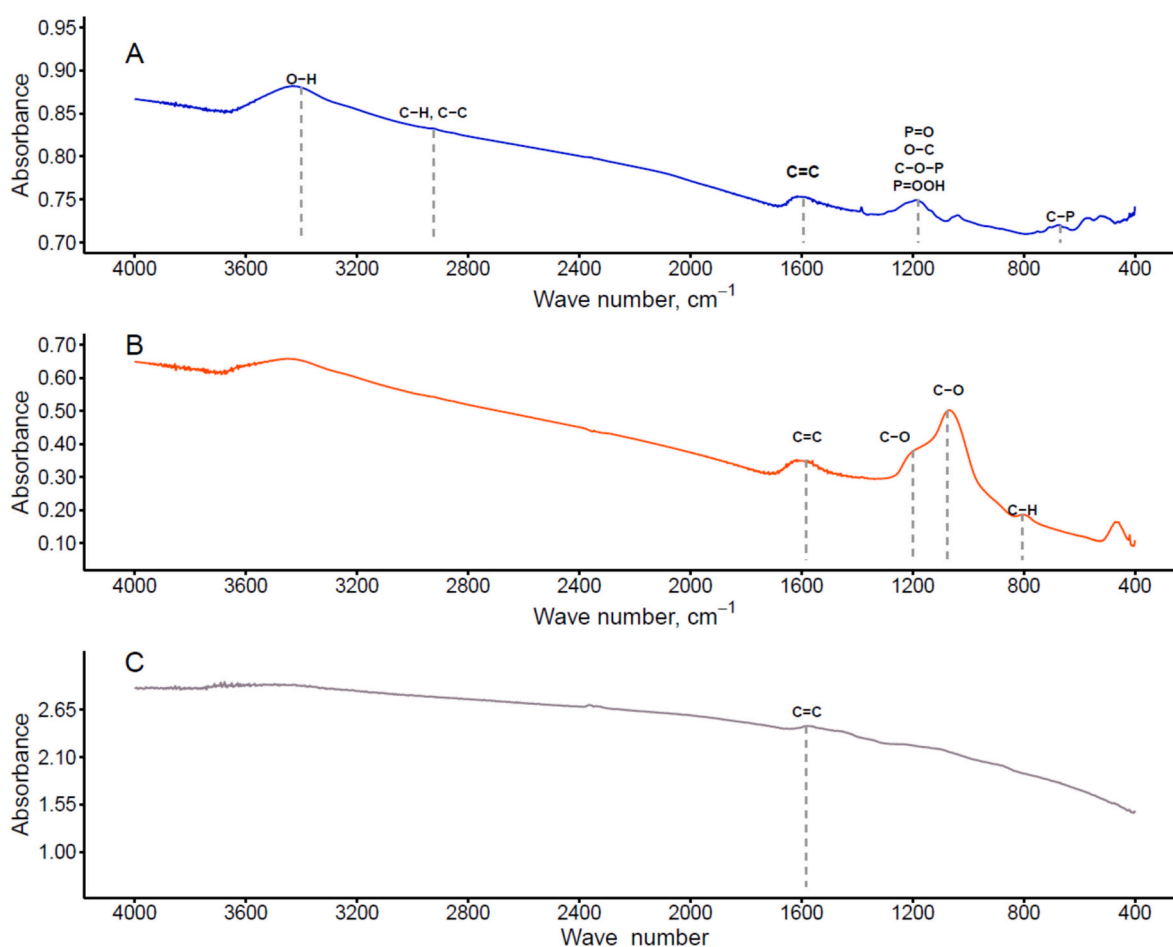 A
Absorbance
0.95
0.90
0.85
0.80
0.75
0.70
O−H
C−H, C−C
C=C
P=O
O−C
C−O−P
P=OOH
C−P
4000 3600 3200 2800 2400 2000 1600 1200 800 400
Wave number, cm⁻¹
B
Absorbance
0.70
0.60
0.50
0.40
0.30
0.20
0.10
C=C
C−O
C−O
C−H
4000 3600 3200 2800 2400 2000 1600 1200 800 400
Wave number, cm⁻¹
C
Absorbance
2.65
2.10
1.55
1.00
C=C
4000 3600 3200 2800 2400 2000 1600 1200 800 400
Wave number